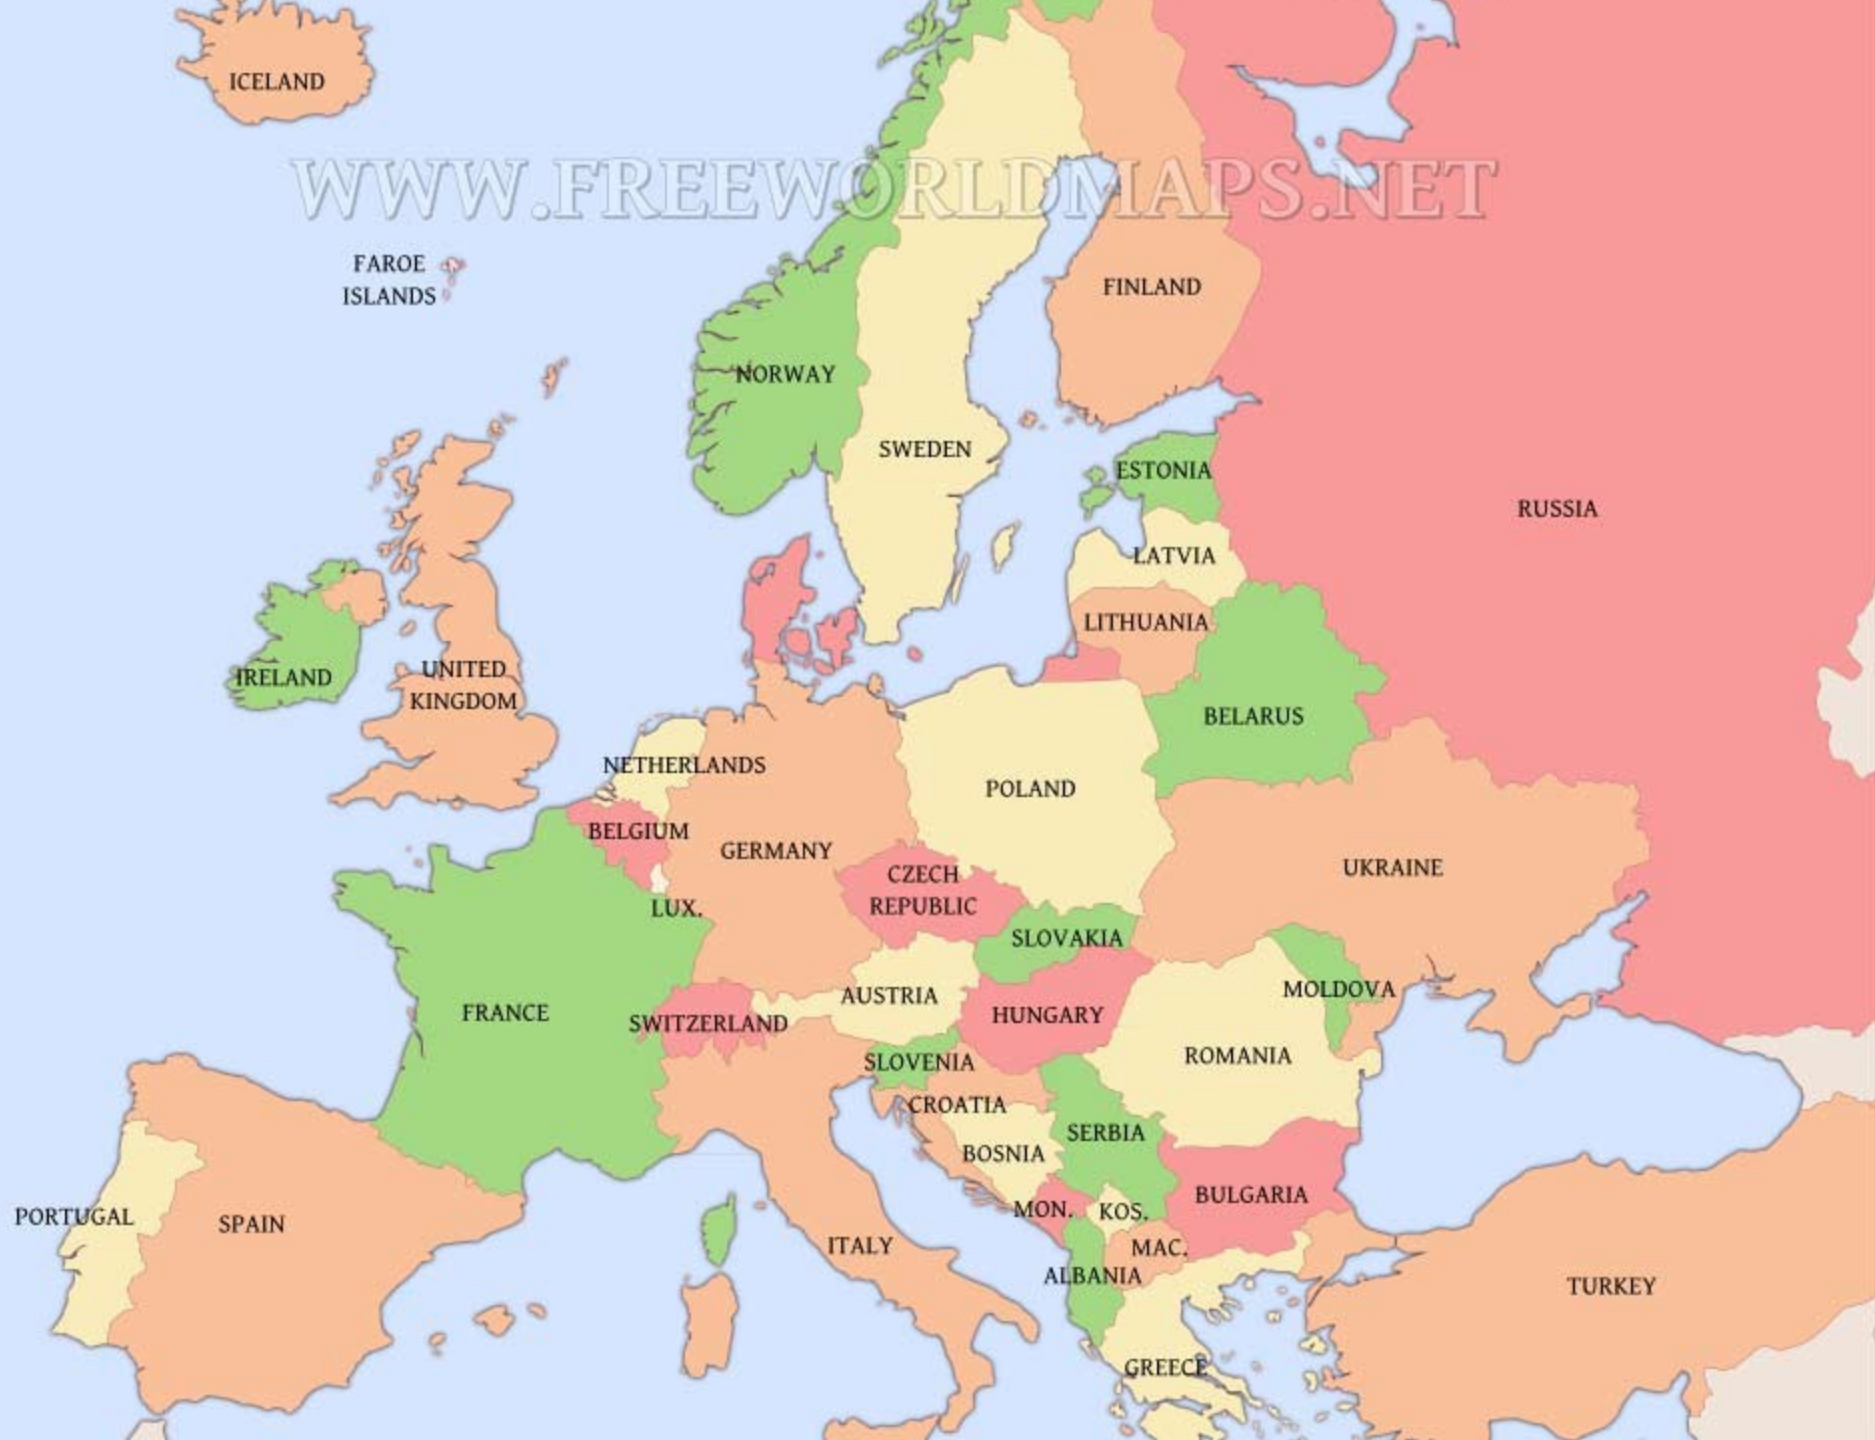 ICELAND
WWW.FREEWORLDMAPS.NET
FAROE
ISLANDS
FINLAND
NORWAY
SWEDEN
ESTONIA
RUSSIA
LATVIA
LITHUANIA
UNITED
KINGDOM
IRELAND
BELARUS
NETHERLANDS
POLAND
BELGIUM
GERMANY
UKRAINE
CZECH
REPUBLIC
LUX.
SLOVAKIA
MOLDOVA
AUSTRIA
FRANCE
HUNGARY
SWITZERLAND
ROMANIA
SLOVENIA
CROATIA
SERBIA
BOSNIA
BULGARIA
MON.
KOS.
PORTUGAL
SPAIN
ITALY
MAC.
ALBANIA
TURKEY
GREECE